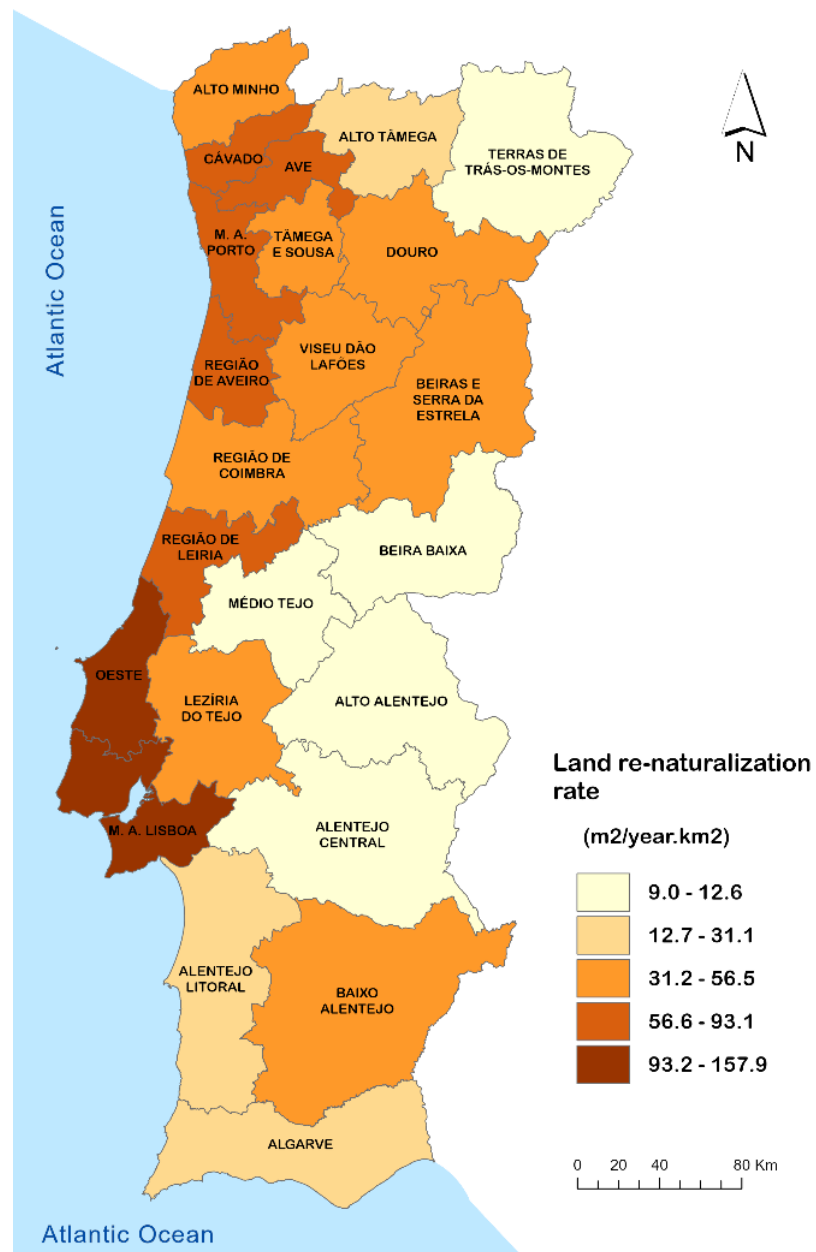 ALTO MINHO
ALTO TÂMEGA
TERRAS DE
TRÁS-OS-MONTES
N
CÁVADO
AVE
Atlantic Ocean
M. A.
PORTO
TÂMEGA
E SOUSA
DOURO
REGIÃO
DE AVEIRO
VISEU DÃO
LAFÕES
BEIRAS E
SERRA DA
ESTRELA
REGIÃO DE
COIMBRA
REGIÃO DE
LEIRIA
BEIRA BAIXA
MÉDIO TEJO
OESTE
LEZÍRIA
DO TEJO
ALTO ALENTEJO
M. A. LISBOA
ALENTEJO
CENTRAL
ALENTEJO
LITORAL
BAIXO
ALENTEJO
ALGARVE
Land re-naturalization
rate
(m2/year.km2)
9.0 - 12.6
12.7 - 31.1
31.2 - 56.5
56.6 - 93.1
93.2 - 157.9
0 20 40 80 Km
Atlantic Ocean